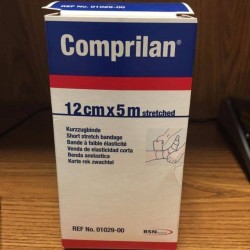 REF No. 01029-00
Comprilan®
12cm x 5m stretched
Kurzzugbinde
Short stretch bandage
Bande à faible élasticité
Venda de elasticidad corta
Benda anelastica
Korte rek zwachtel
BSN
REF No. 01029-00